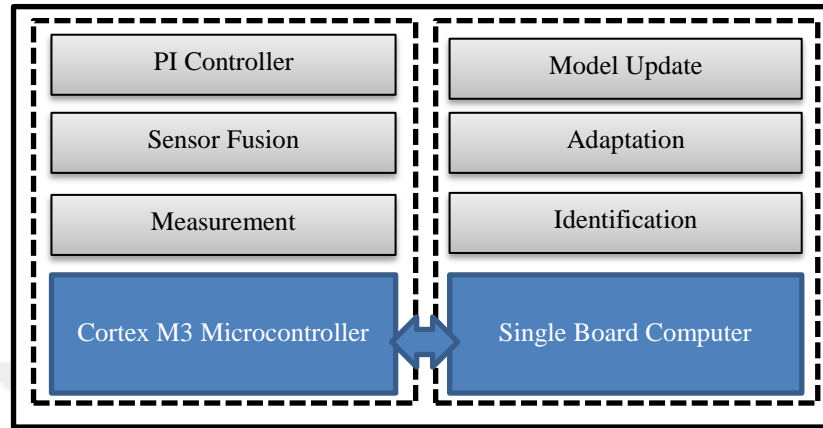 PI Controller
Sensor Fusion
Measurement
Cortex M3 Microcontroller
Model Update
Adaptation
Identification
Single Board Computer